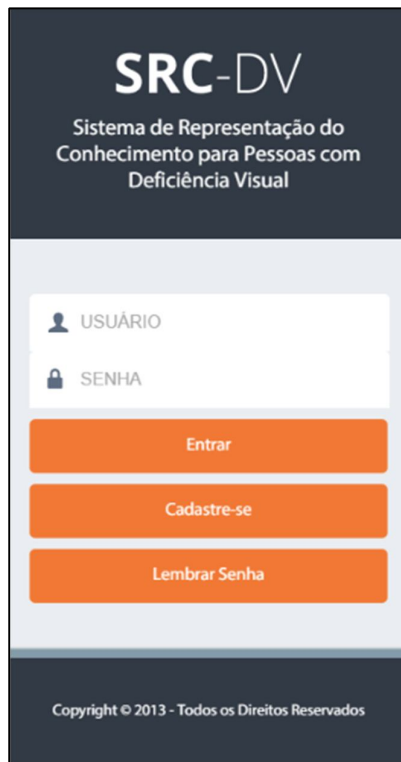 SRC-DV
Sistema de Representação do
Conhecimento para Pessoas com
Deficiência Visual
USUÁRIO
SENHA
Entrar
Cadastre-se
Lembrar Senha
Copyright © 2013 - Todos os Direitos Reservados